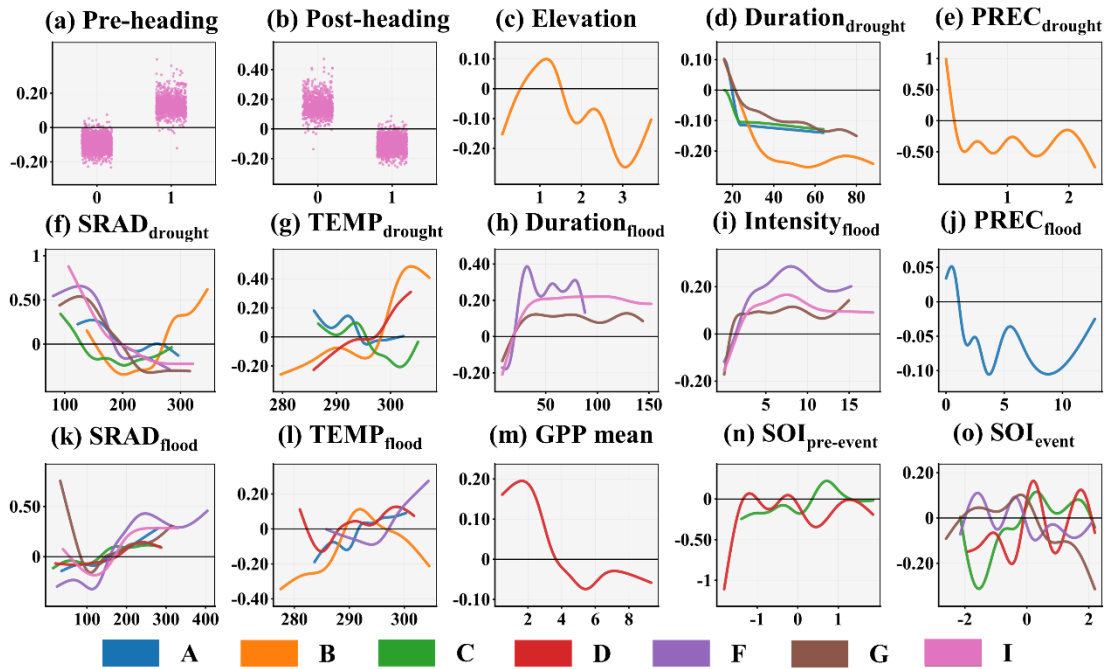 (a) Pre-heading
(b) Post-heading
(c) Elevation
(d) Duration drought
(e) PREC drought
0.20
0
-0.20
0 1
0.20
0
-0.20
0 1
0.10
0
-0.10
-0.20
1 2 3
0.10
0
-0.10
-0.20
20 40 60 80
1
0.50
0
-0.50
1 2
(f) SRAD drought
(g) TEMP drought
(h) Duration flood
(i) Intensity flood
(j) PREC flood
1
0.50
0
100 200 300
0.40
0.20
0
-0.20
280 290 300
0.40
0.20
0
0.20
50 100 150
0.40
0.20
0
0.20
0 5 10 15
0.05
0
-0.05
-0.10
0 5 10
(k) SRAD flood
(l) TEMP flood
(m) GPP mean
(n) SOI pre-event
(o) SOI event
0.50
0
100 200 300 400
0.20
0
-0.20
-0.40
280 290 300
0.20
0.10
0
-0.10
2 4 6 8
0
-0.50
-1
-1 0 1
0.20
0
-0.20
-2 0 2
A B C D F G I